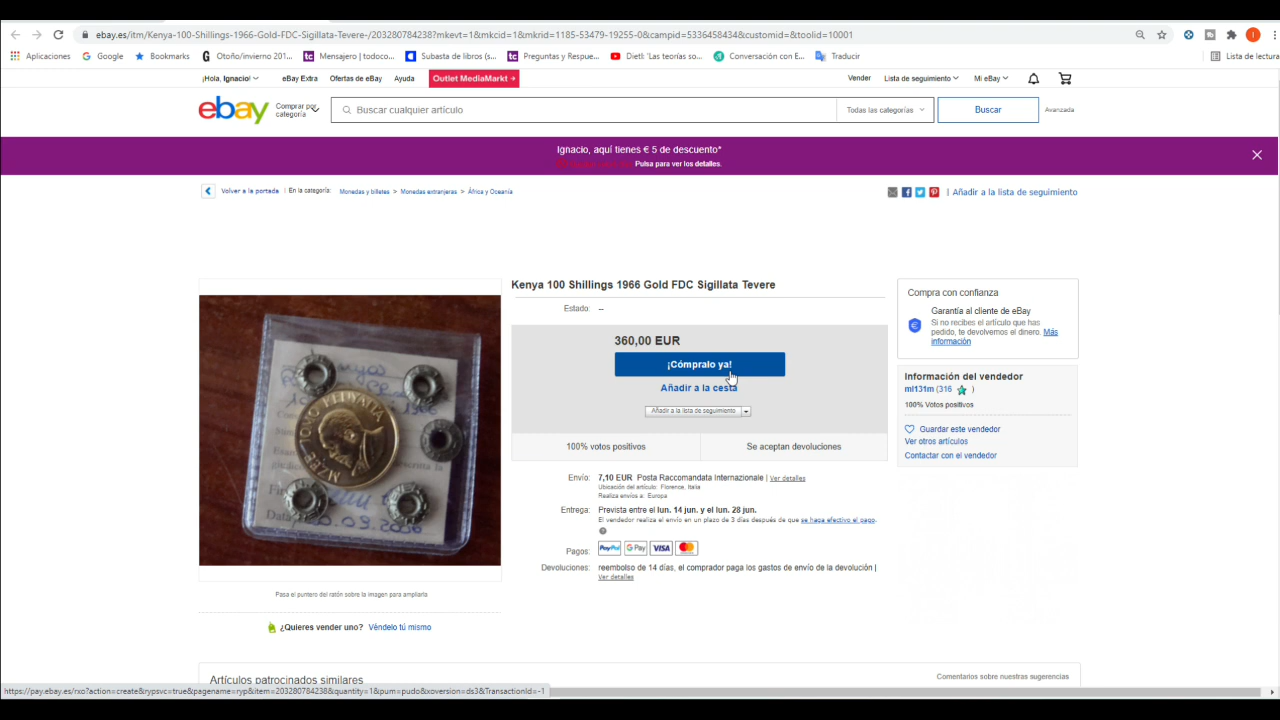 ebay.es/itm/Kenya-100-Shillings-1966-Gold-FDC-Sigillata-Tevere-/203280784238?mkevt=1&mkcid=1&mkrid=1185-53479-19255-0&campid=5336458434&customid=&toolid=10001
Aplicaciones Google Bookmarks Otoño/invierno 201... Mensajero | todoco... Subasta de libros (s... Preguntas y Respue... Dietl: 'Las teorías so... Conversación con E... Traducir Lista de lectura
¡Hola, Ignacio! eBay Extra Ofertas de eBay Ayuda Outlet MediaMarkt → Vender Lista de seguimiento Mi eBay
ebay Comprar por categoría Buscar cualquier artículo Todas las categorías Buscar Avanzada
Ignacio, aquí tienes € 5 de descuento*
Pulsa para ver los detalles.
Volver a la portada | En la categoría: Monedas y billetes > Monedas extranjeras > África y Oceanía
| Añadir a la lista de seguimiento
Kenya 100 Shillings 1966 Gold FDC Sigillata Tevere
Estado: --
360,00 EUR
¡Cómpralo ya!
Añadir a la cesta
Añadir a la lista de seguimiento
100% votos positivos Se aceptan devoluciones
Envío: 7,10 EUR Posta Raccomandata Internazionale | Ver detalles
Ubicación del artículo: Florence, Italia
Realiza envíos a: Europa
Entrega: Prevista entre el lun. 14 jun. y el lun. 28 jun.
El vendedor realiza el envío en un plazo de 3 días después de que se haga efectivo el pago.
Pagos: PayPal G Pay VISA
Devoluciones: reembolso de 14 días, el comprador paga los gastos de envío de la devolución |
Ver detalles
Compra con confianza
Garantía al cliente de eBay
Si no recibes el artículo que has
pedido, te devolvemos el dinero. Más
información
Información del vendedor
ml131m (316 )
100% Votos positivos
Guardar este vendedor
Ver otros artículos
Contactar con el vendedor
Pasa el puntero del ratón sobre la imagen para ampliarla
¿Quieres vender uno? Véndelo tú mismo
Artículos patrocinados similares
Comentarios sobre nuestras sugerencias
https://pay.ebay.es/rxo?action=create&rypsvc=true&pagename=ryp&item=203280784238&quantity=1&ipum=pudo&xoversion=ds3&TransactionId=-1